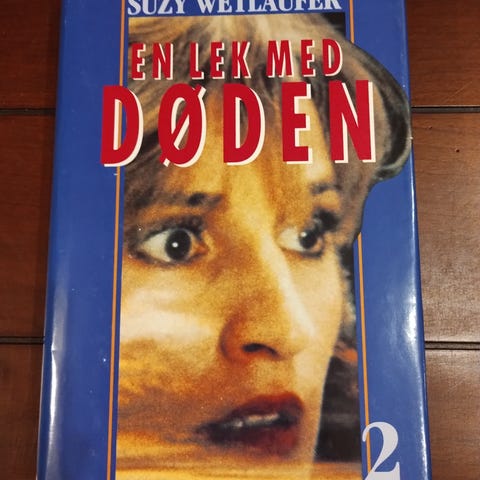 SUZY WETLAUFER
EN LEK MED
DØDEN
2